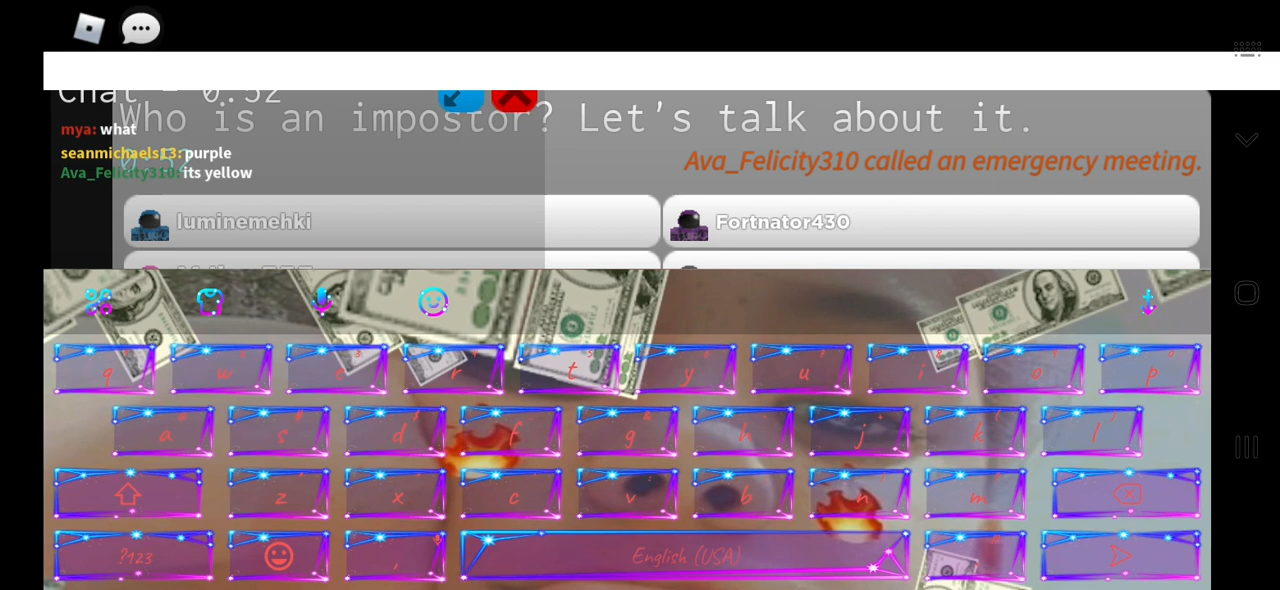 Chat - 0:52
Who is an impostor? Let's talk about it.
mya: what
seanmichaels13: purple
Ava_Felicity310: its yellow
Ava_Felicity310 called an emergency meeting.
luminemehki
Fortnator430
q w e r t y u i o p
a s d f g h j k l
z x c v b n m
?123 , English (USA)